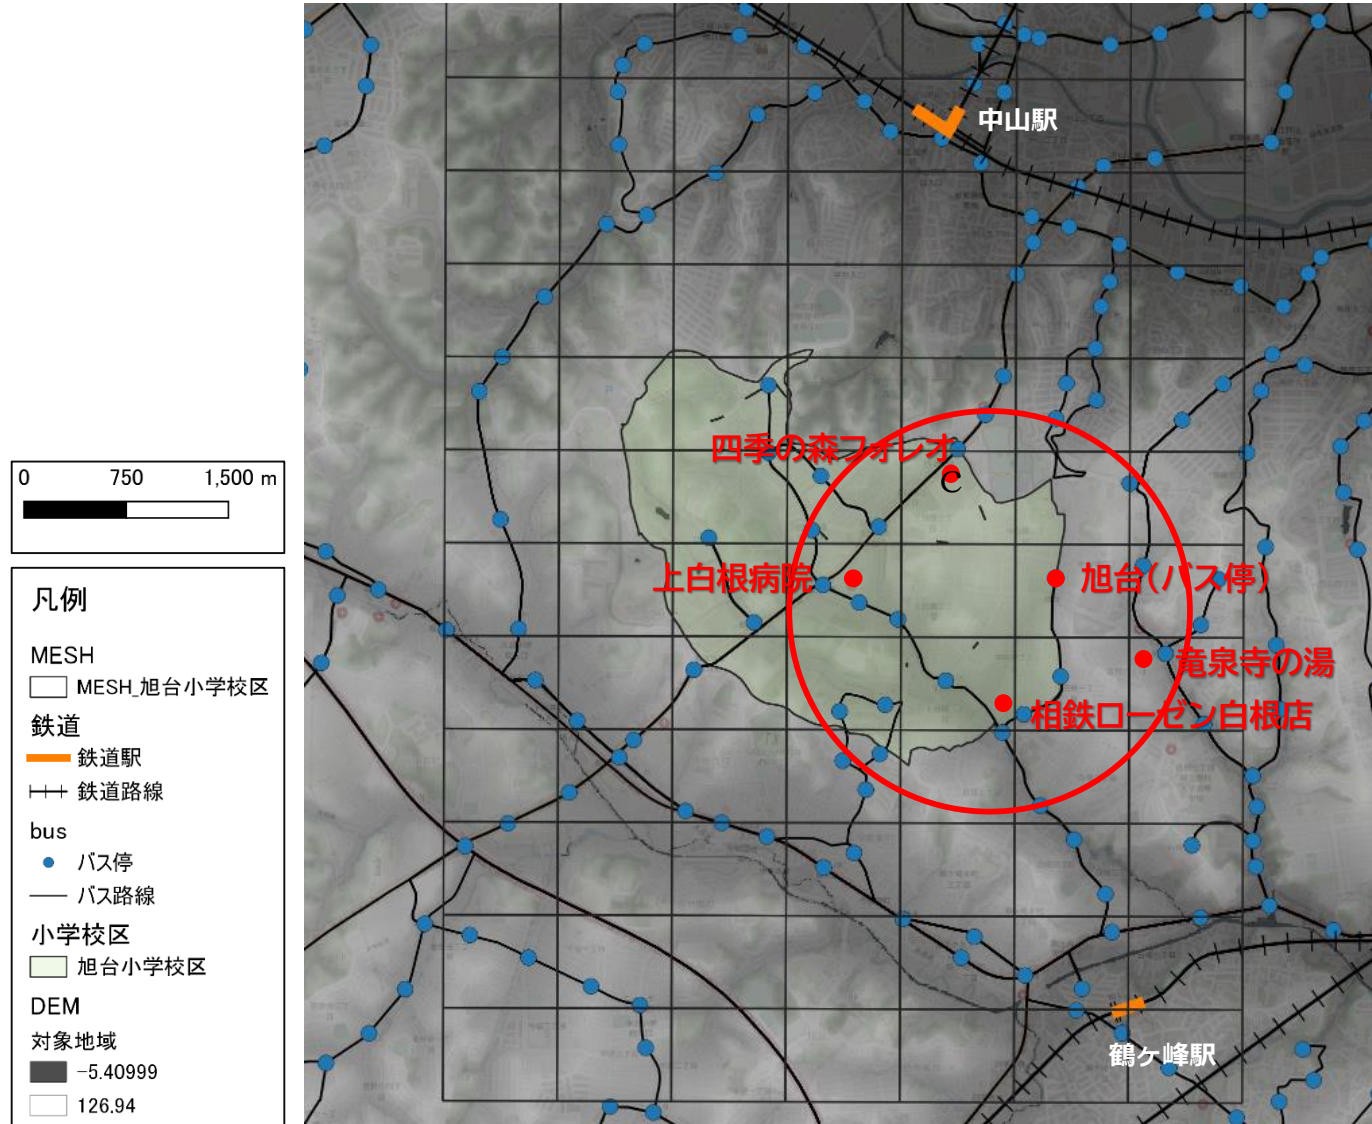 中山駅
四季の森フォレオ
C
上白根病院
旭台(バス停)
竜泉寺の湯
相鉄ローゼン白根店
鶴ヶ峰駅
0 750 1,500 m
凡例
MESH
MESH_旭台小学校区
鉄道
鉄道駅
鉄道路線
bus
バス停
バス路線
小学校区
旭台小学校区
DEM
対象地域
-5.40999
126.94